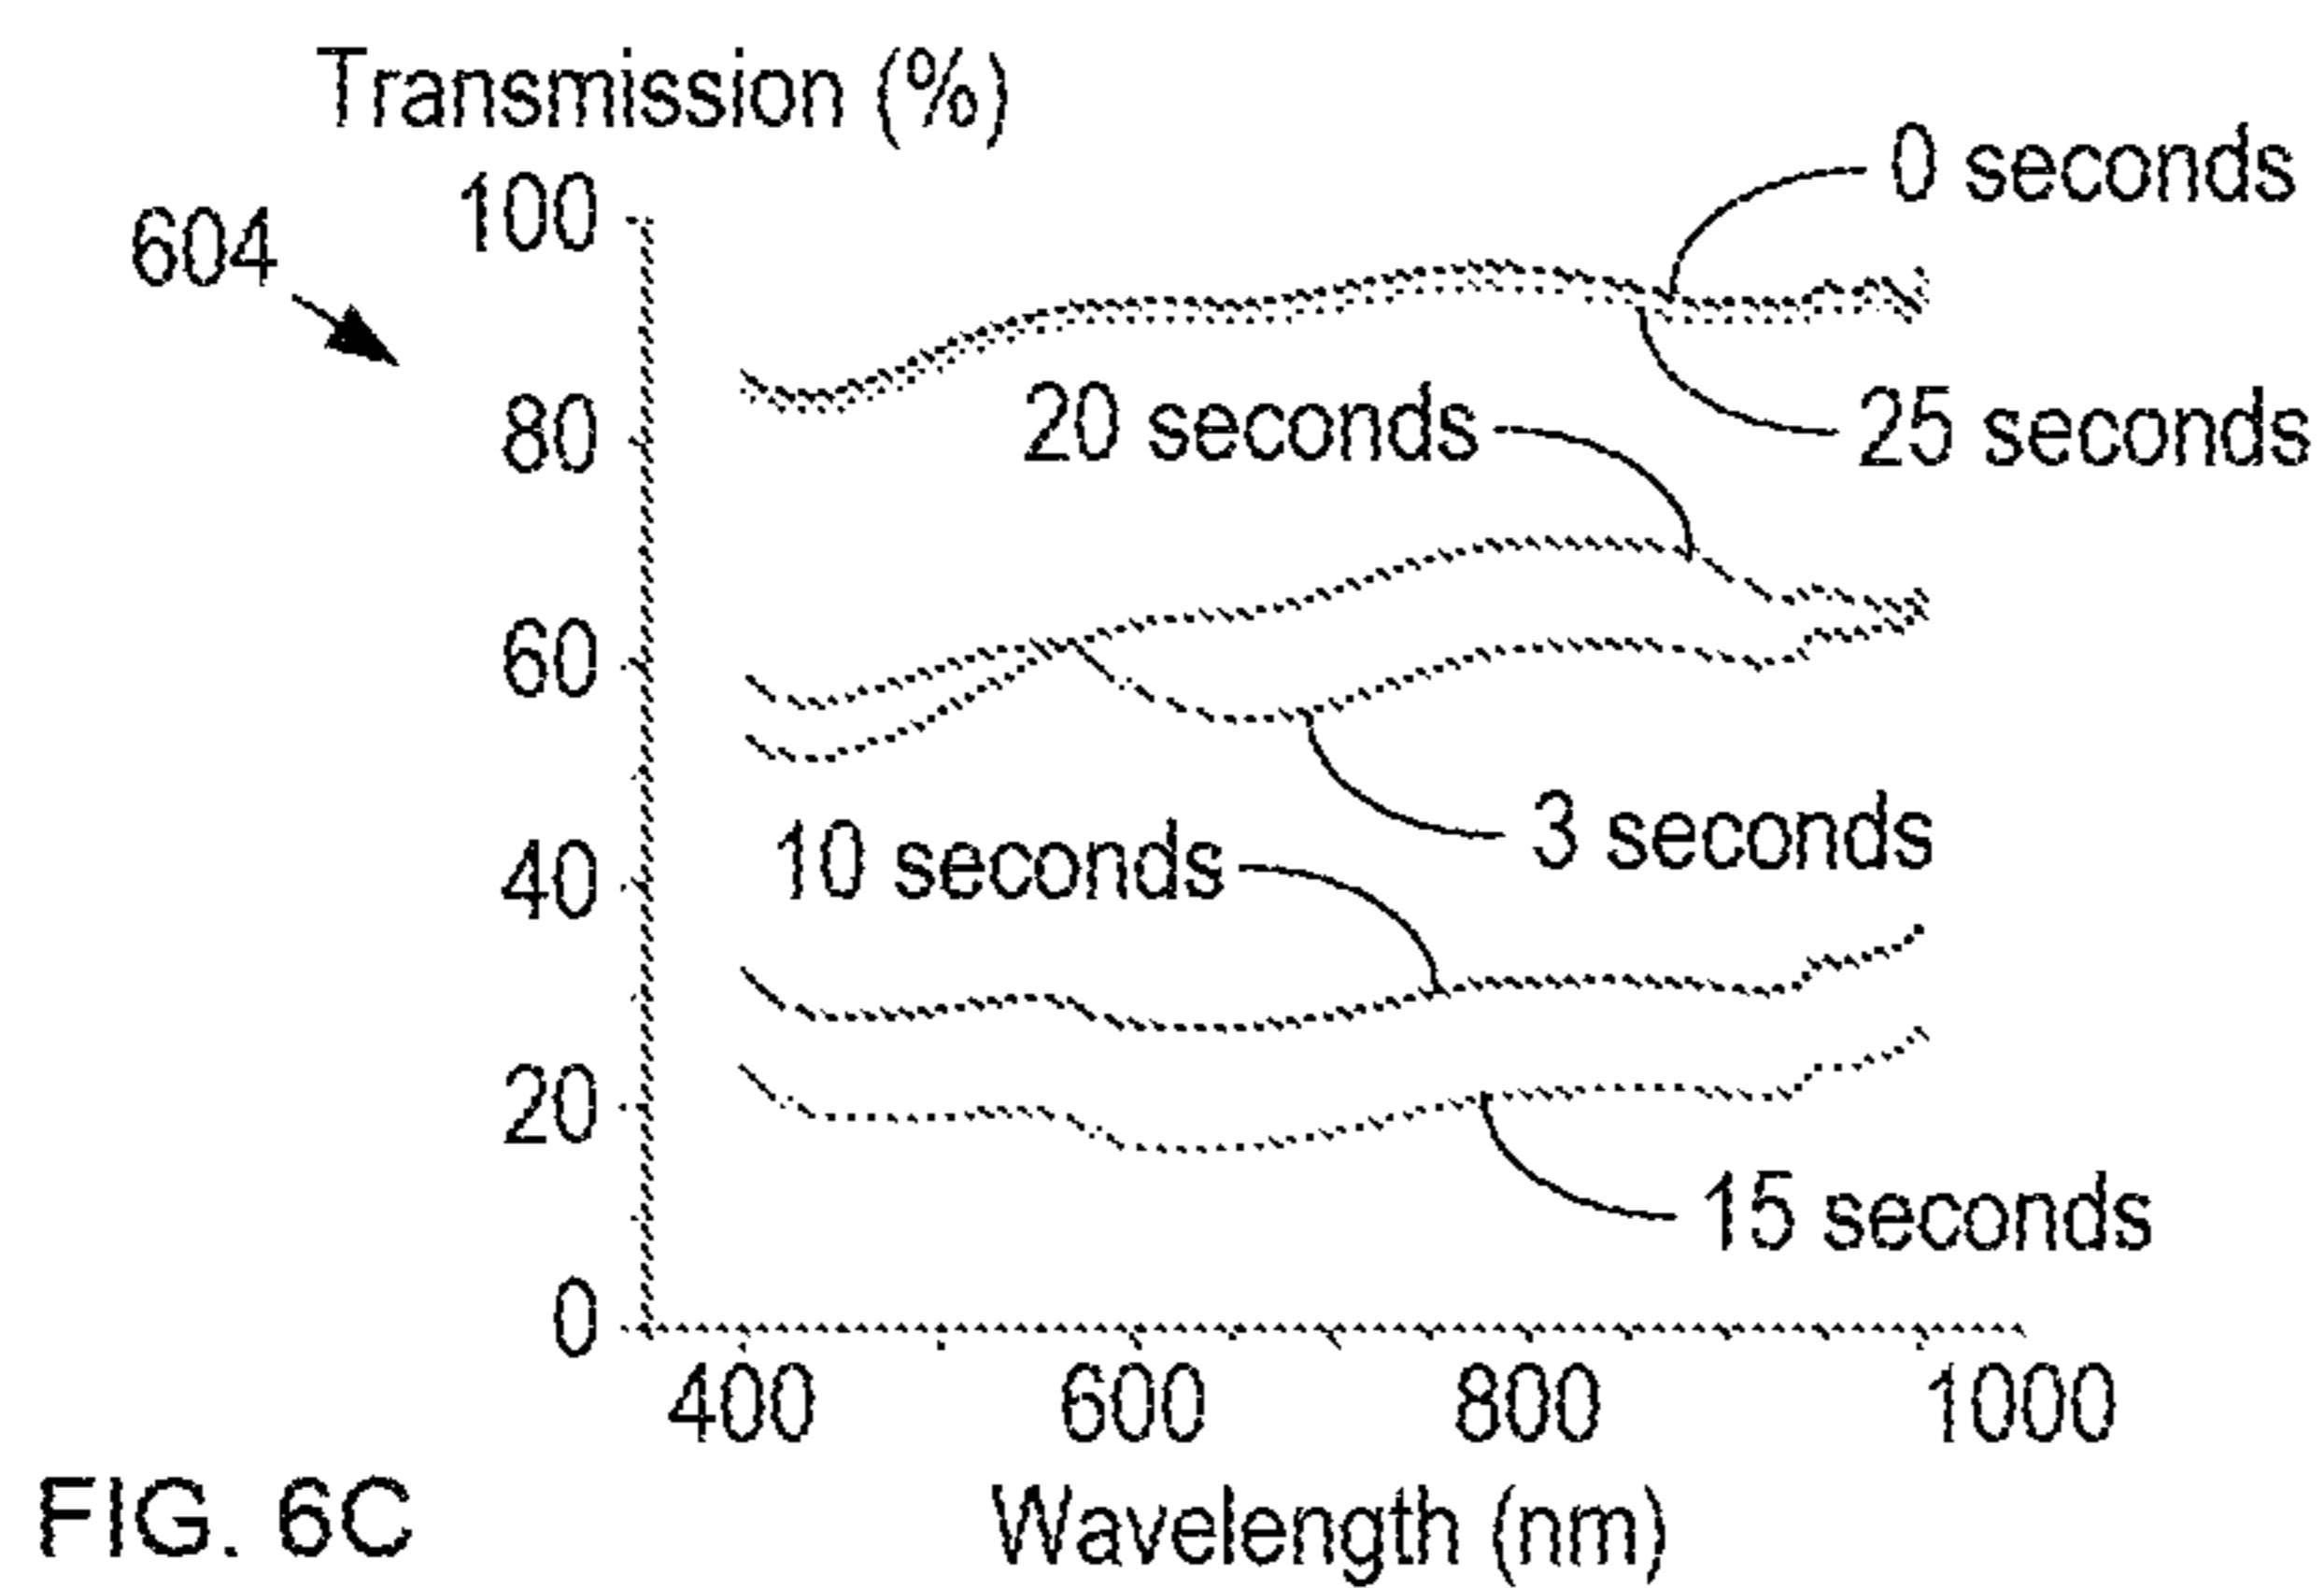 Transmission (%)
604
100
80
60
40
20
0
0 seconds
25 seconds
20 seconds
3 seconds
10 seconds
15 seconds
400 600 800 1000
Wavelength (nm)
FIG. 6C